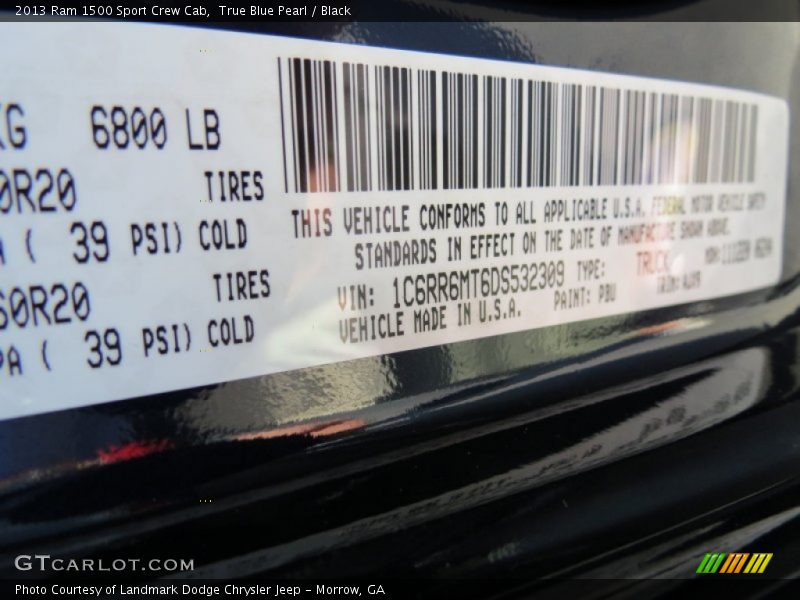 2013 Ram 1500 Sport Crew Cab,  True Blue Pearl / Black
KG 6800 LB
0R20 TIRES
A ( 39 PSI) COLD
60R20 TIRES
PA ( 39 PSI) COLD
THIS VEHICLE CONFORMS TO ALL APPLICABLE U.S.A. FEDERAL MOTOR VEHICLE SAFETY
STANDARDS IN EFFECT ON THE DATE OF MANUFACTURE SHOWN ABOVE.
VIN: 1C6RR6MT6DS532309 TYPE: TRUCK
VEHICLE MADE IN U.S.A. PAINT: PBU TRIM:
GTCARLOT.COM
Photo Courtesy of Landmark Dodge Chrysler Jeep - Morrow, GA